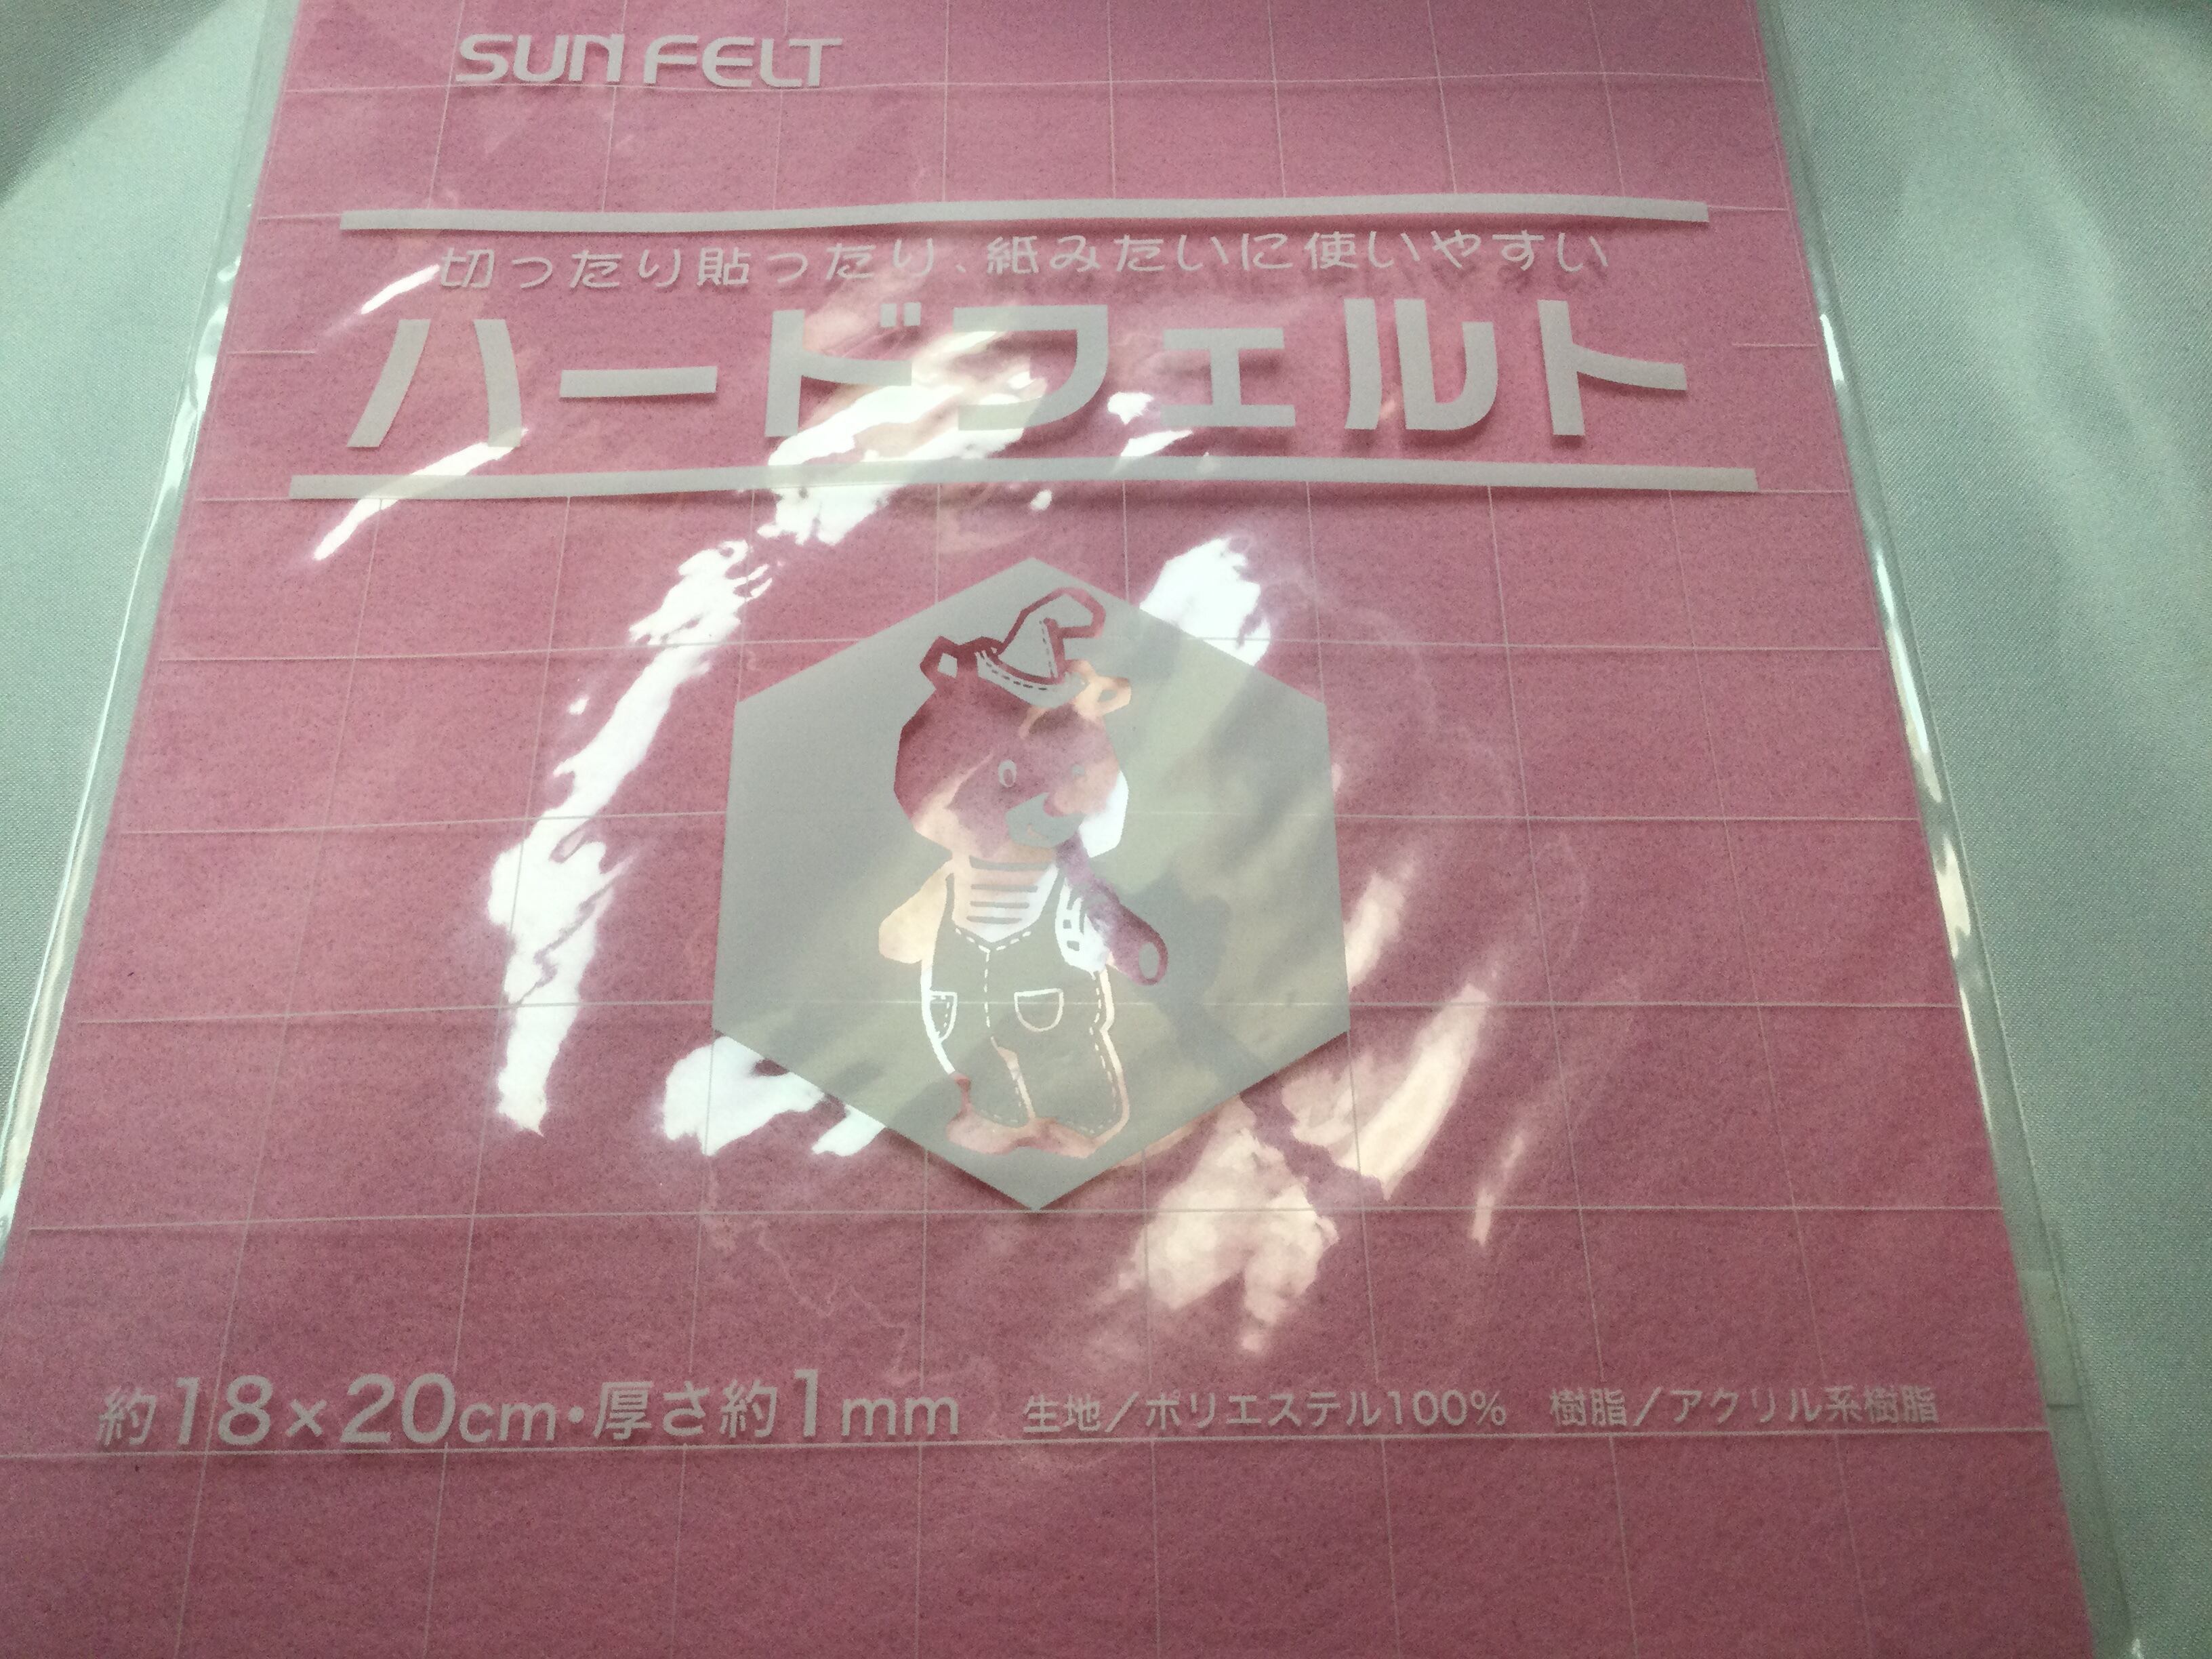 SUN FELT
切ったり貼ったり、紙みたいに使いやすい
ハードフェルト
約18×20cm・厚さ約1mm 生地／ポリエステル100% 樹脂／アクリル系樹脂